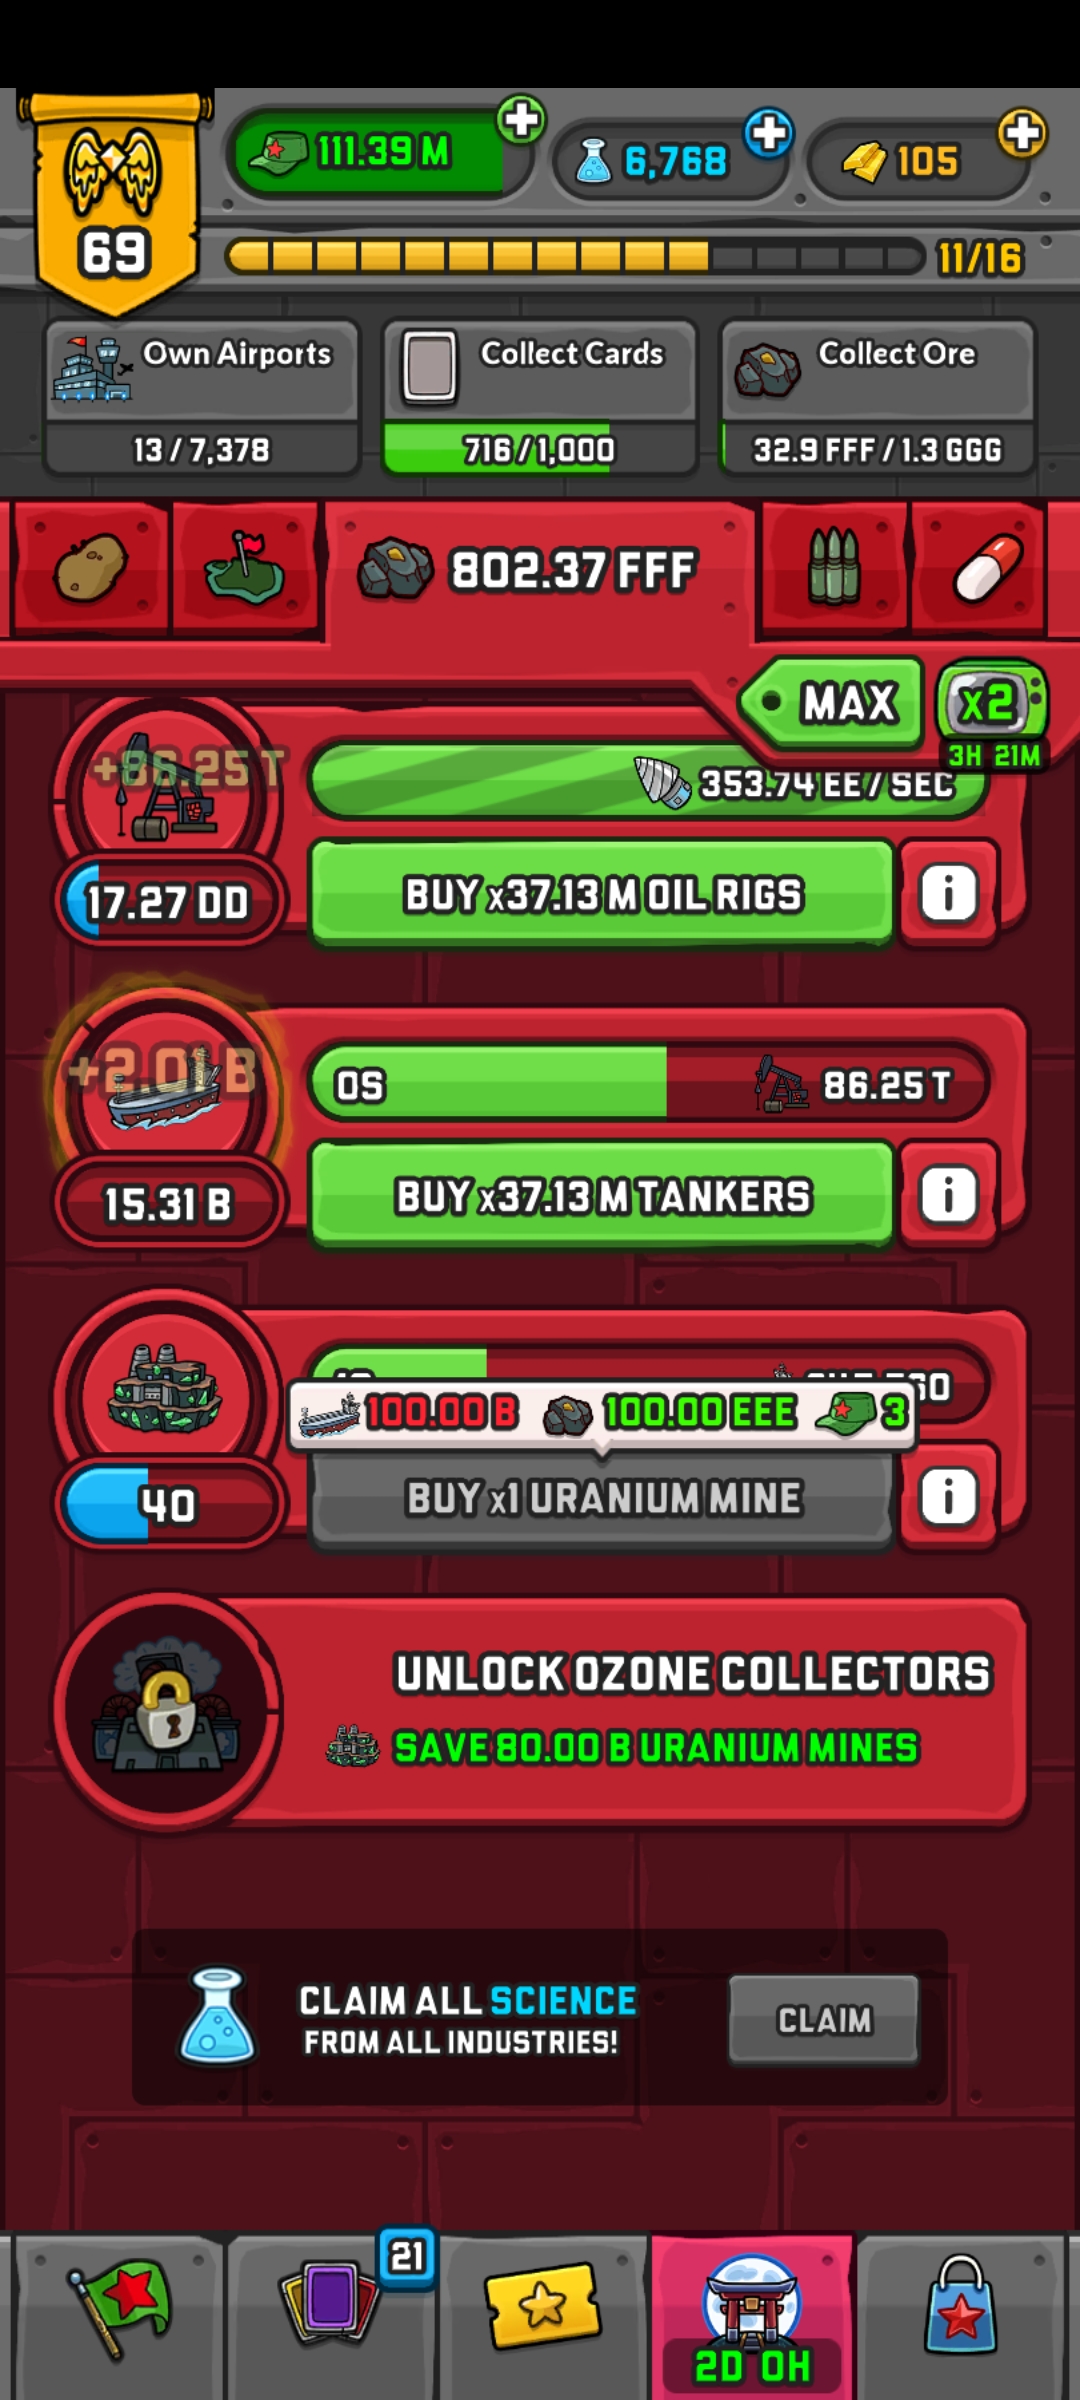 111.39 M
6,768
105
69
11/16
Own Airports
Collect Cards
Collect Ore
13 / 7,378
716 / 1,000
32.9 FFF / 1.3 GGG
802.37 FFF
MAX
x2
3H 21M
+86.25 T
353.74 EE / SEC
17.27 DD
BUY x37.13 M OIL RIGS
i
+2.01 B
0S
86.25 T
15.31 B
BUY x37.13 M TANKERS
i
100.00 B
100.00 EEE
3
40
BUY x1 URANIUM MINE
i
UNLOCK OZONE COLLECTORS
SAVE 80.00 B URANIUM MINES
CLAIM ALL SCIENCE
FROM ALL INDUSTRIES!
CLAIM
21
2D 0H